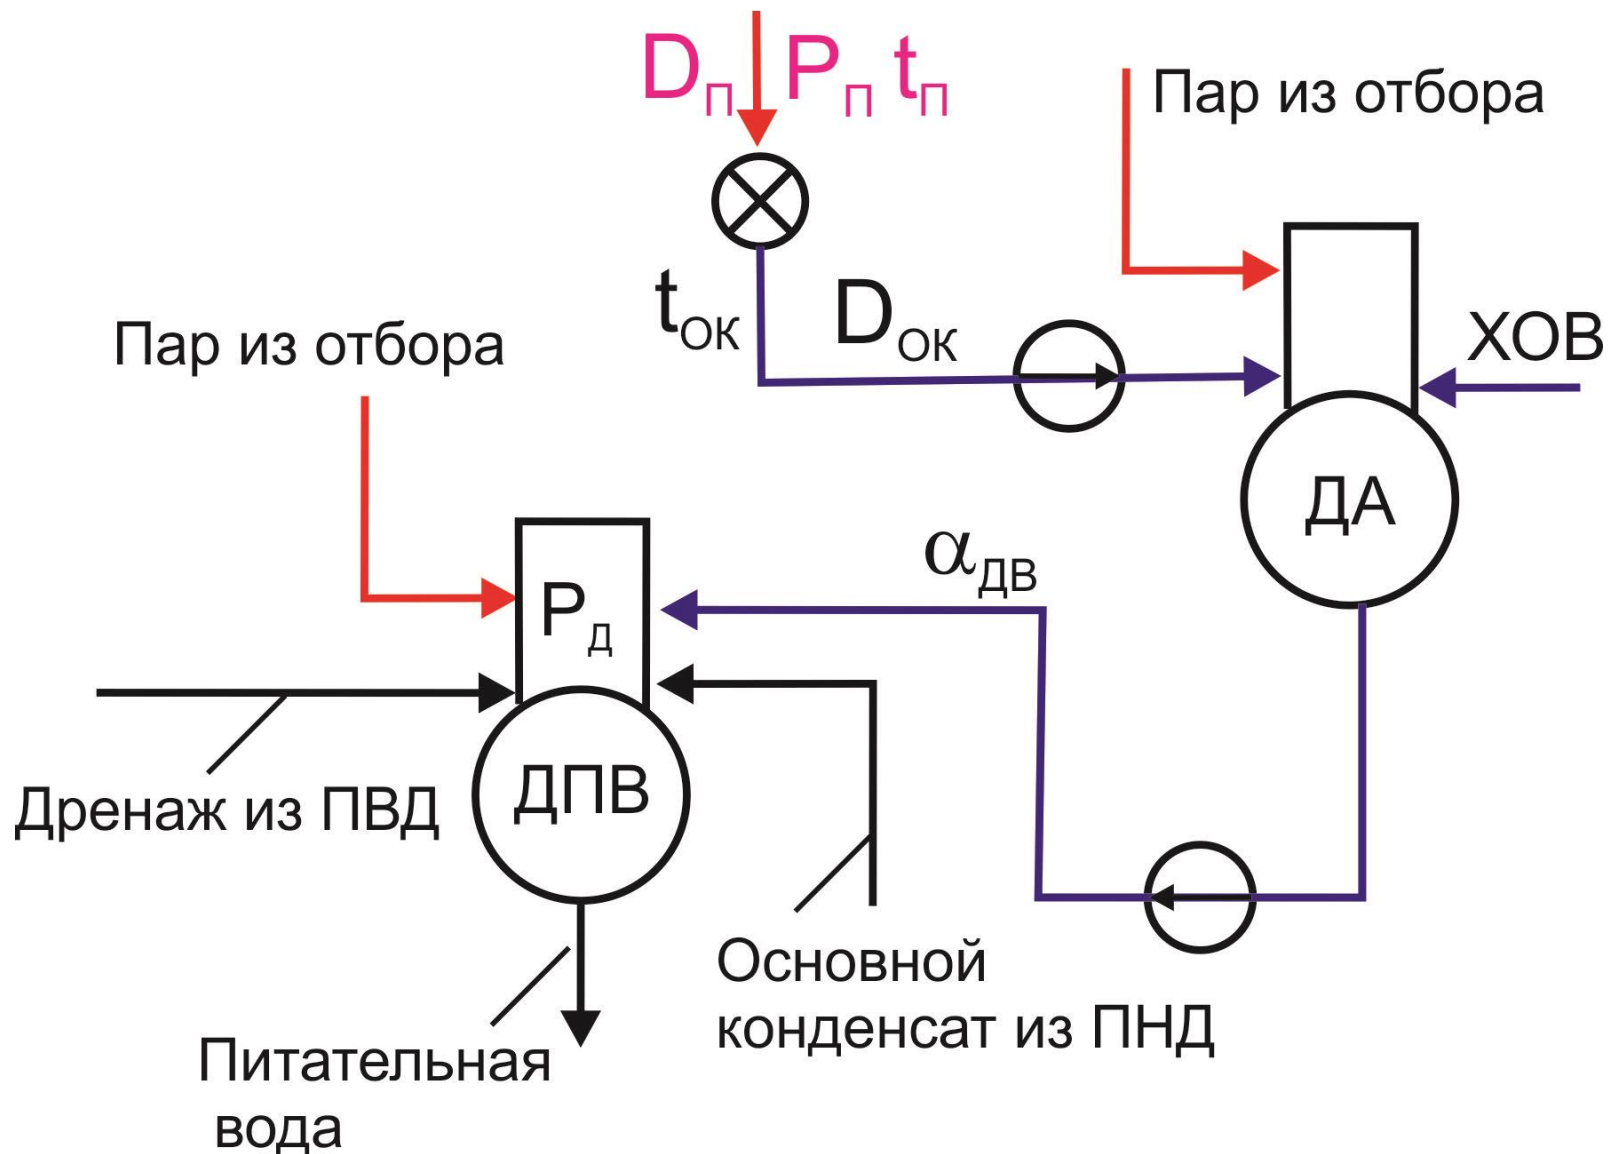 Dп Pп tп
Пар из отбора
tОК
DОК
ХОВ
Пар из отбора
ДА
αДВ
PД
ДПВ
Дренаж из ПВД
Основной
конденсат из ПНД
Питательная
вода